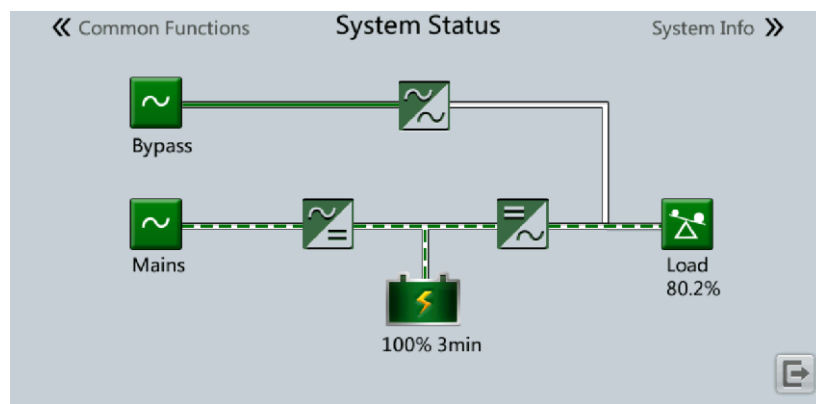 Common Functions
System Status
System Info
Bypass
Mains
Load
80.2%
100% 3min